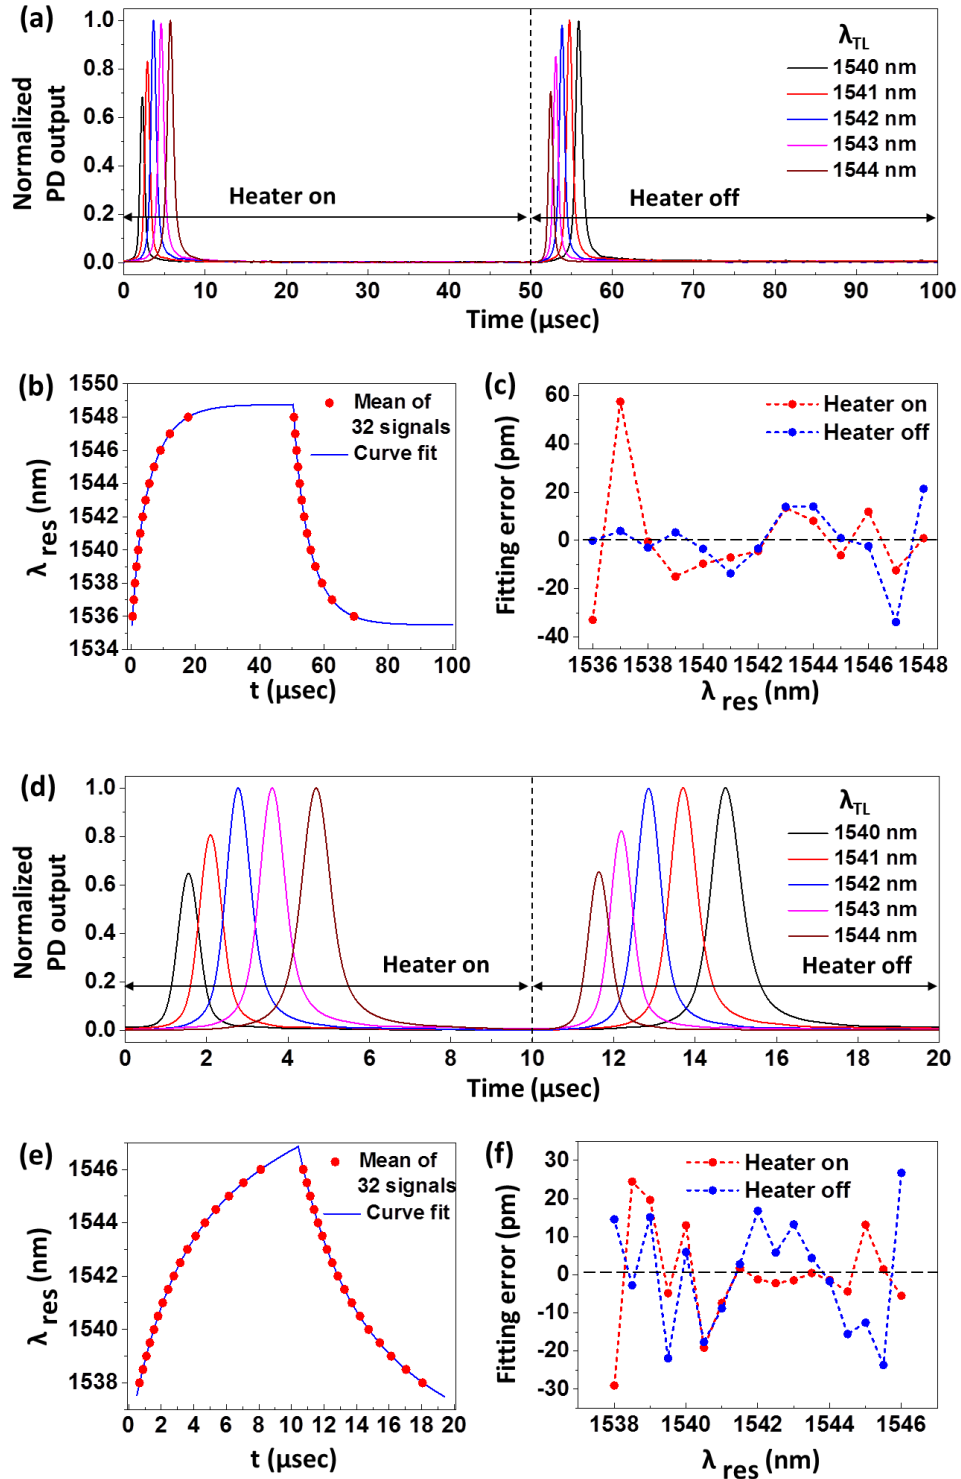 (a)
Normalized
PD output
1.0
0.8
0.6
0.4
0.2
0.0
Heater on
Heater off
λTL
1540 nm
1541 nm
1542 nm
1543 nm
1544 nm
0 10 20 30 40 50 60 70 80 90 100
Time (μsec)
(b)
λ res (nm)
1550
1548
1546
1544
1542
1540
1538
1536
1534
Mean of
32 signals
Curve fit
0 20 40 60 80 100
t (μsec)
(c)
Fitting error (pm)
60
40
20
0
-20
-40
Heater on
Heater off
1536 1538 1540 1542 1544 1546 1548
λ res (nm)
(d)
Normalized
PD output
1.0
0.8
0.6
0.4
0.2
0.0
Heater on
Heater off
λTL
1540 nm
1541 nm
1542 nm
1543 nm
1544 nm
0 2 4 6 8 10 12 14 16 18 20
Time (μsec)
(e)
λ res (nm)
1546
1544
1542
1540
1538
Mean of
32 signals
Curve fit
0 2 4 6 8 10 12 14 16 18 20
t (μsec)
(f)
Fitting error (pm)
30
20
10
0
-10
-20
-30
Heater on
Heater off
1538 1540 1542 1544 1546
λ res (nm)